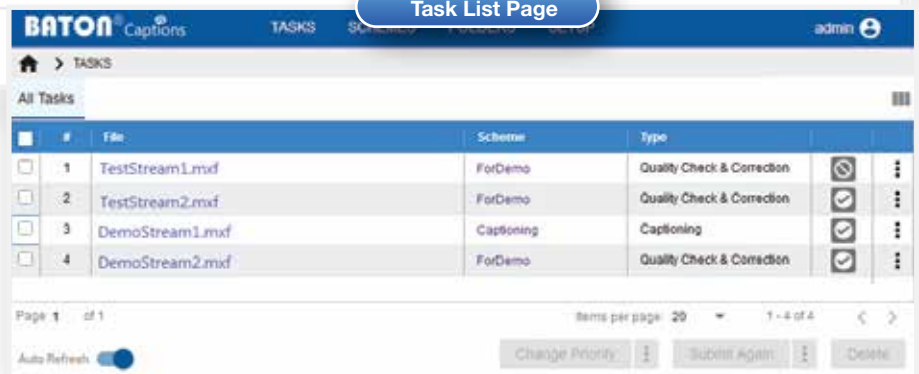 Task List Page
BATON® Captions TASKS SCHEMES FOLDERS SETUP admin
> TASKS
All Tasks
# File Scheme Type
1 TestStream1.mxf ForDemo Quality Check & Correction
2 TestStream2.mxf ForDemo Quality Check & Correction
3 DemoStream1.mxf Captioning Captioning
4 DemoStream2.mxf ForDemo Quality Check & Correction
Page 1 of 1 Items per page: 20 1 - 4 of 4 < >
Auto Refresh Change Priority Submit Again Delete